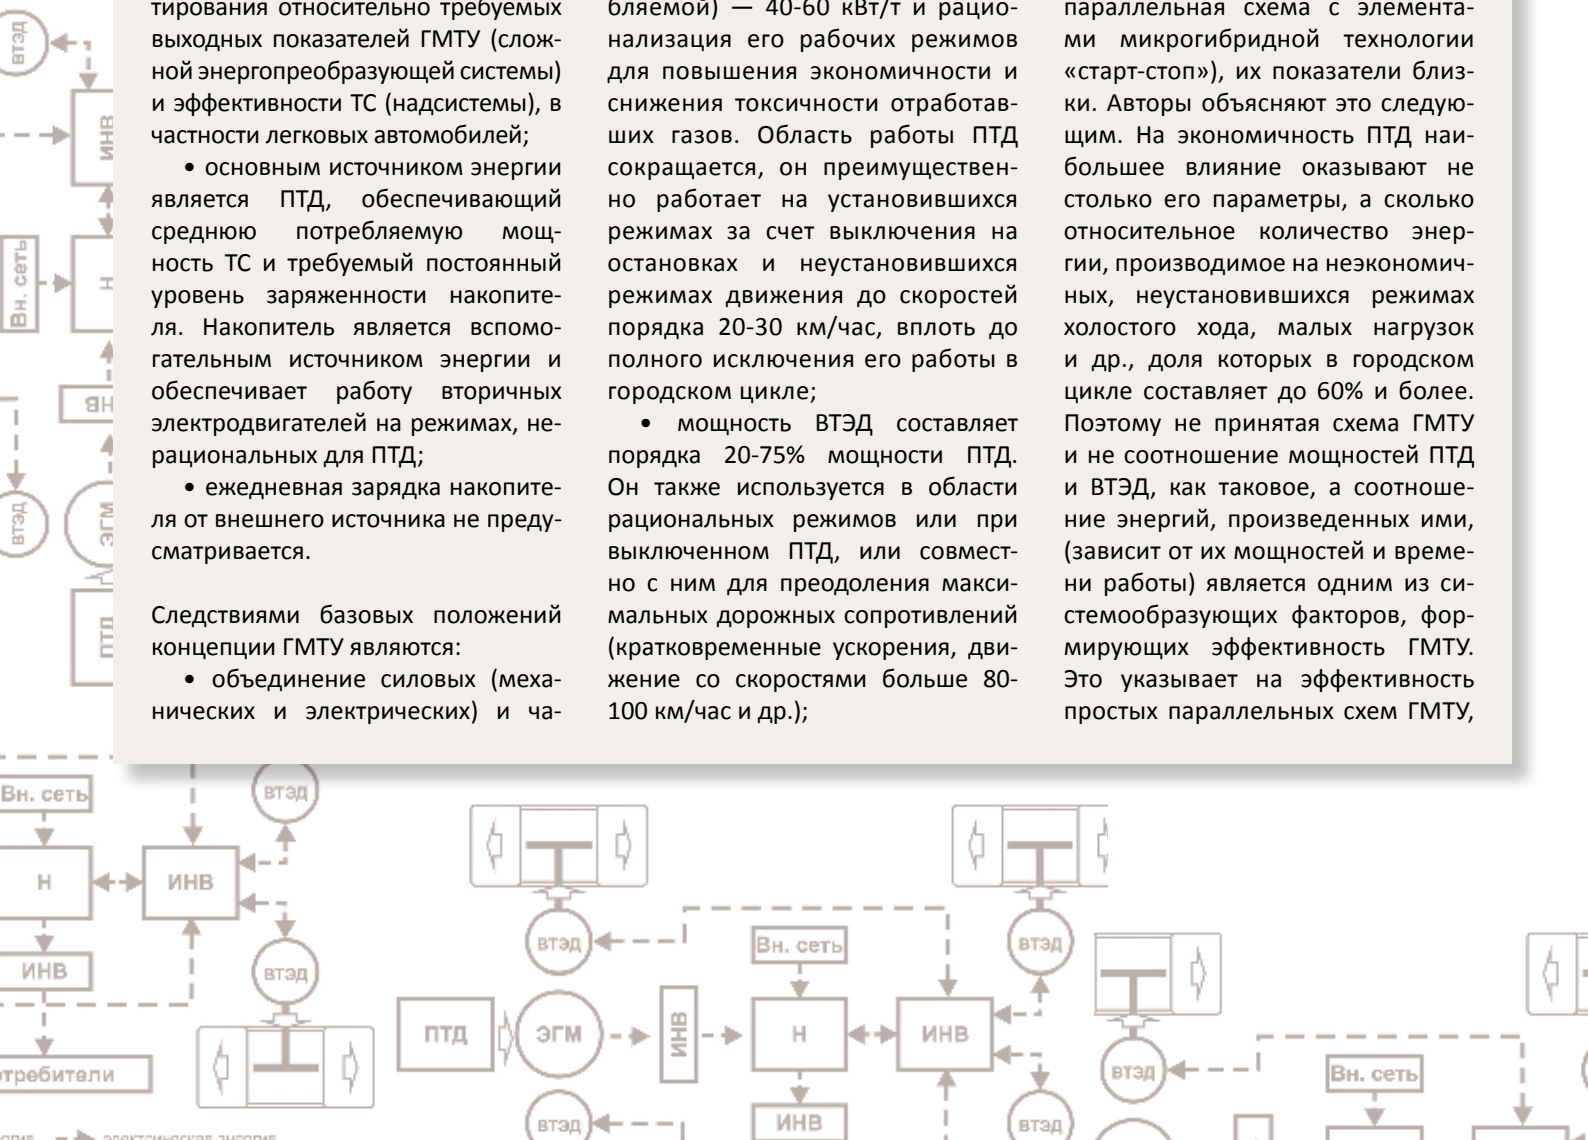 тирования относительно требуемых
выходных показателей ГМТУ (слож-
ной энергопреобразующей системы)
и эффективности ТС (надсистемы), в
частности легковых автомобилей;
• основным источником энергии
является ПТД, обеспечивающий
среднюю потребляемую мощ-
ность ТС и требуемый постоянный
уровень заряженности накопите-
ля. Накопитель является вспомо-
гательным источником энергии и
обеспечивает работу вторичных
электродвигателей на режимах, не-
рациональных для ПТД;
• ежедневная зарядка накопите-
ля от внешнего источника не преду-
сматривается.
Следствиями базовых положений
концепции ГМТУ являются:
• объединение силовых (меха-
нических и электрических) и ча-
бляемой) — 40-60 кВт/т и рацио-
нализация его рабочих режимов
для повышения экономичности и
снижения токсичности отработав-
ших газов. Область работы ПТД
сокращается, он преимуществен-
но работает на установившихся
режимах за счет выключения на
остановках и неустановившихся
режимах движения до скоростей
порядка 20-30 км/час, вплоть до
полного исключения его работы в
городском цикле;
• мощность ВТЭД составляет
порядка 20-75% мощности ПТД.
Он также используется в области
рациональных режимов или при
выключенном ПТД, или совмест-
но с ним для преодоления макси-
мальных дорожных сопротивлений
(кратковременные ускорения, дви-
жение со скоростями больше 80-
100 км/час и др.);
параллельная схема с элемента-
ми микрогибридной технологии
«старт-стоп»), их показатели близ-
ки. Авторы объясняют это следую-
щим. На экономичность ПТД наи-
большее влияние оказывают не
столько его параметры, а сколько
относительное количество энер-
гии, производимое на неэкономич-
ных, неустановившихся режимах
холостого хода, малых нагрузок
и др., доля которых в городском
цикле составляет до 60% и более.
Поэтому не принятая схема ГМТУ
и не соотношение мощностей ПТД
и ВТЭД, как таковое, а соотноше-
ние энергий, произведенных ими,
(зависит от их мощностей и време-
ни работы) является одним из си-
стемообразующих факторов, фор-
мирующих эффективность ГМТУ.
Это указывает на эффективность
простых параллельных схем ГМТУ,
втэд
ИНВ
Вн. сеть
Н
ИНВ
втэд
ЭГМ
ПТД
Вн. сеть
втэд
Н
ИНВ
ИНВ
втэд
требители
электрическая энергия
втэд
Вн. сеть
втэд
ПТД
ЭГМ
ИНВ
Н
ИНВ
втэд
ИНВ
втэд
втэд
Вн. сеть